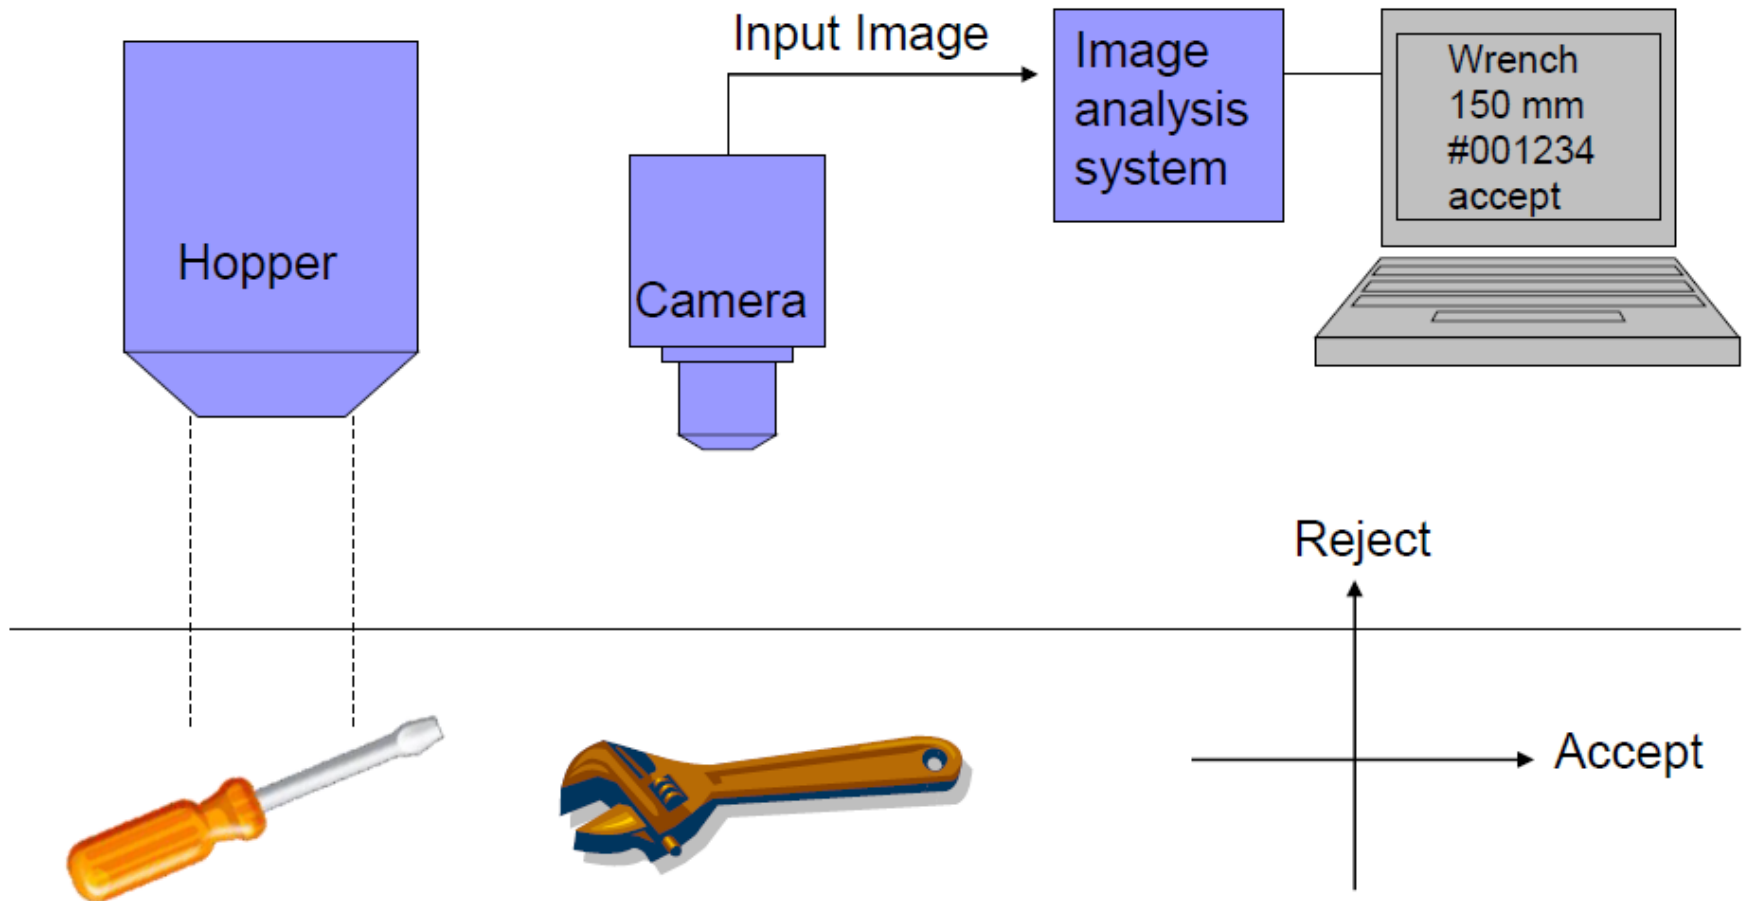 Input Image
Image
analysis
system
Wrench
150 mm
#001234
accept
Hopper
Camera
Reject
Accept